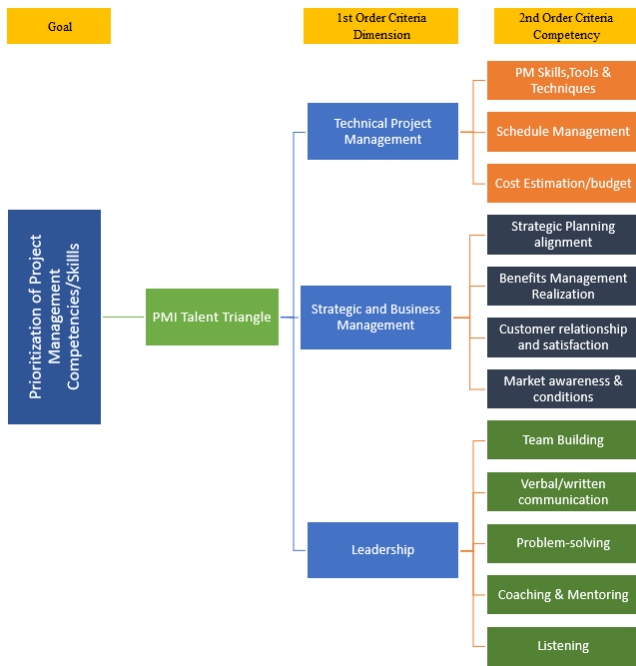 Goal
1st Order Criteria
Dimension
2nd Order Criteria
Competency
Prioritization of Project
Management
Competencies/Skillls
PMI Talent Triangle
Technical Project
Management
PM Skills,Tools &
Techniques
Schedule Management
Cost Estimation/budget
Strategic and Business
Management
Strategic Planning
alignment
Benefits Management
Realization
Customer relationship
and satisfaction
Market awareness &
conditions
Leadership
Team Building
Verbal/written
communication
Problem-solving
Coaching & Mentoring
Listening